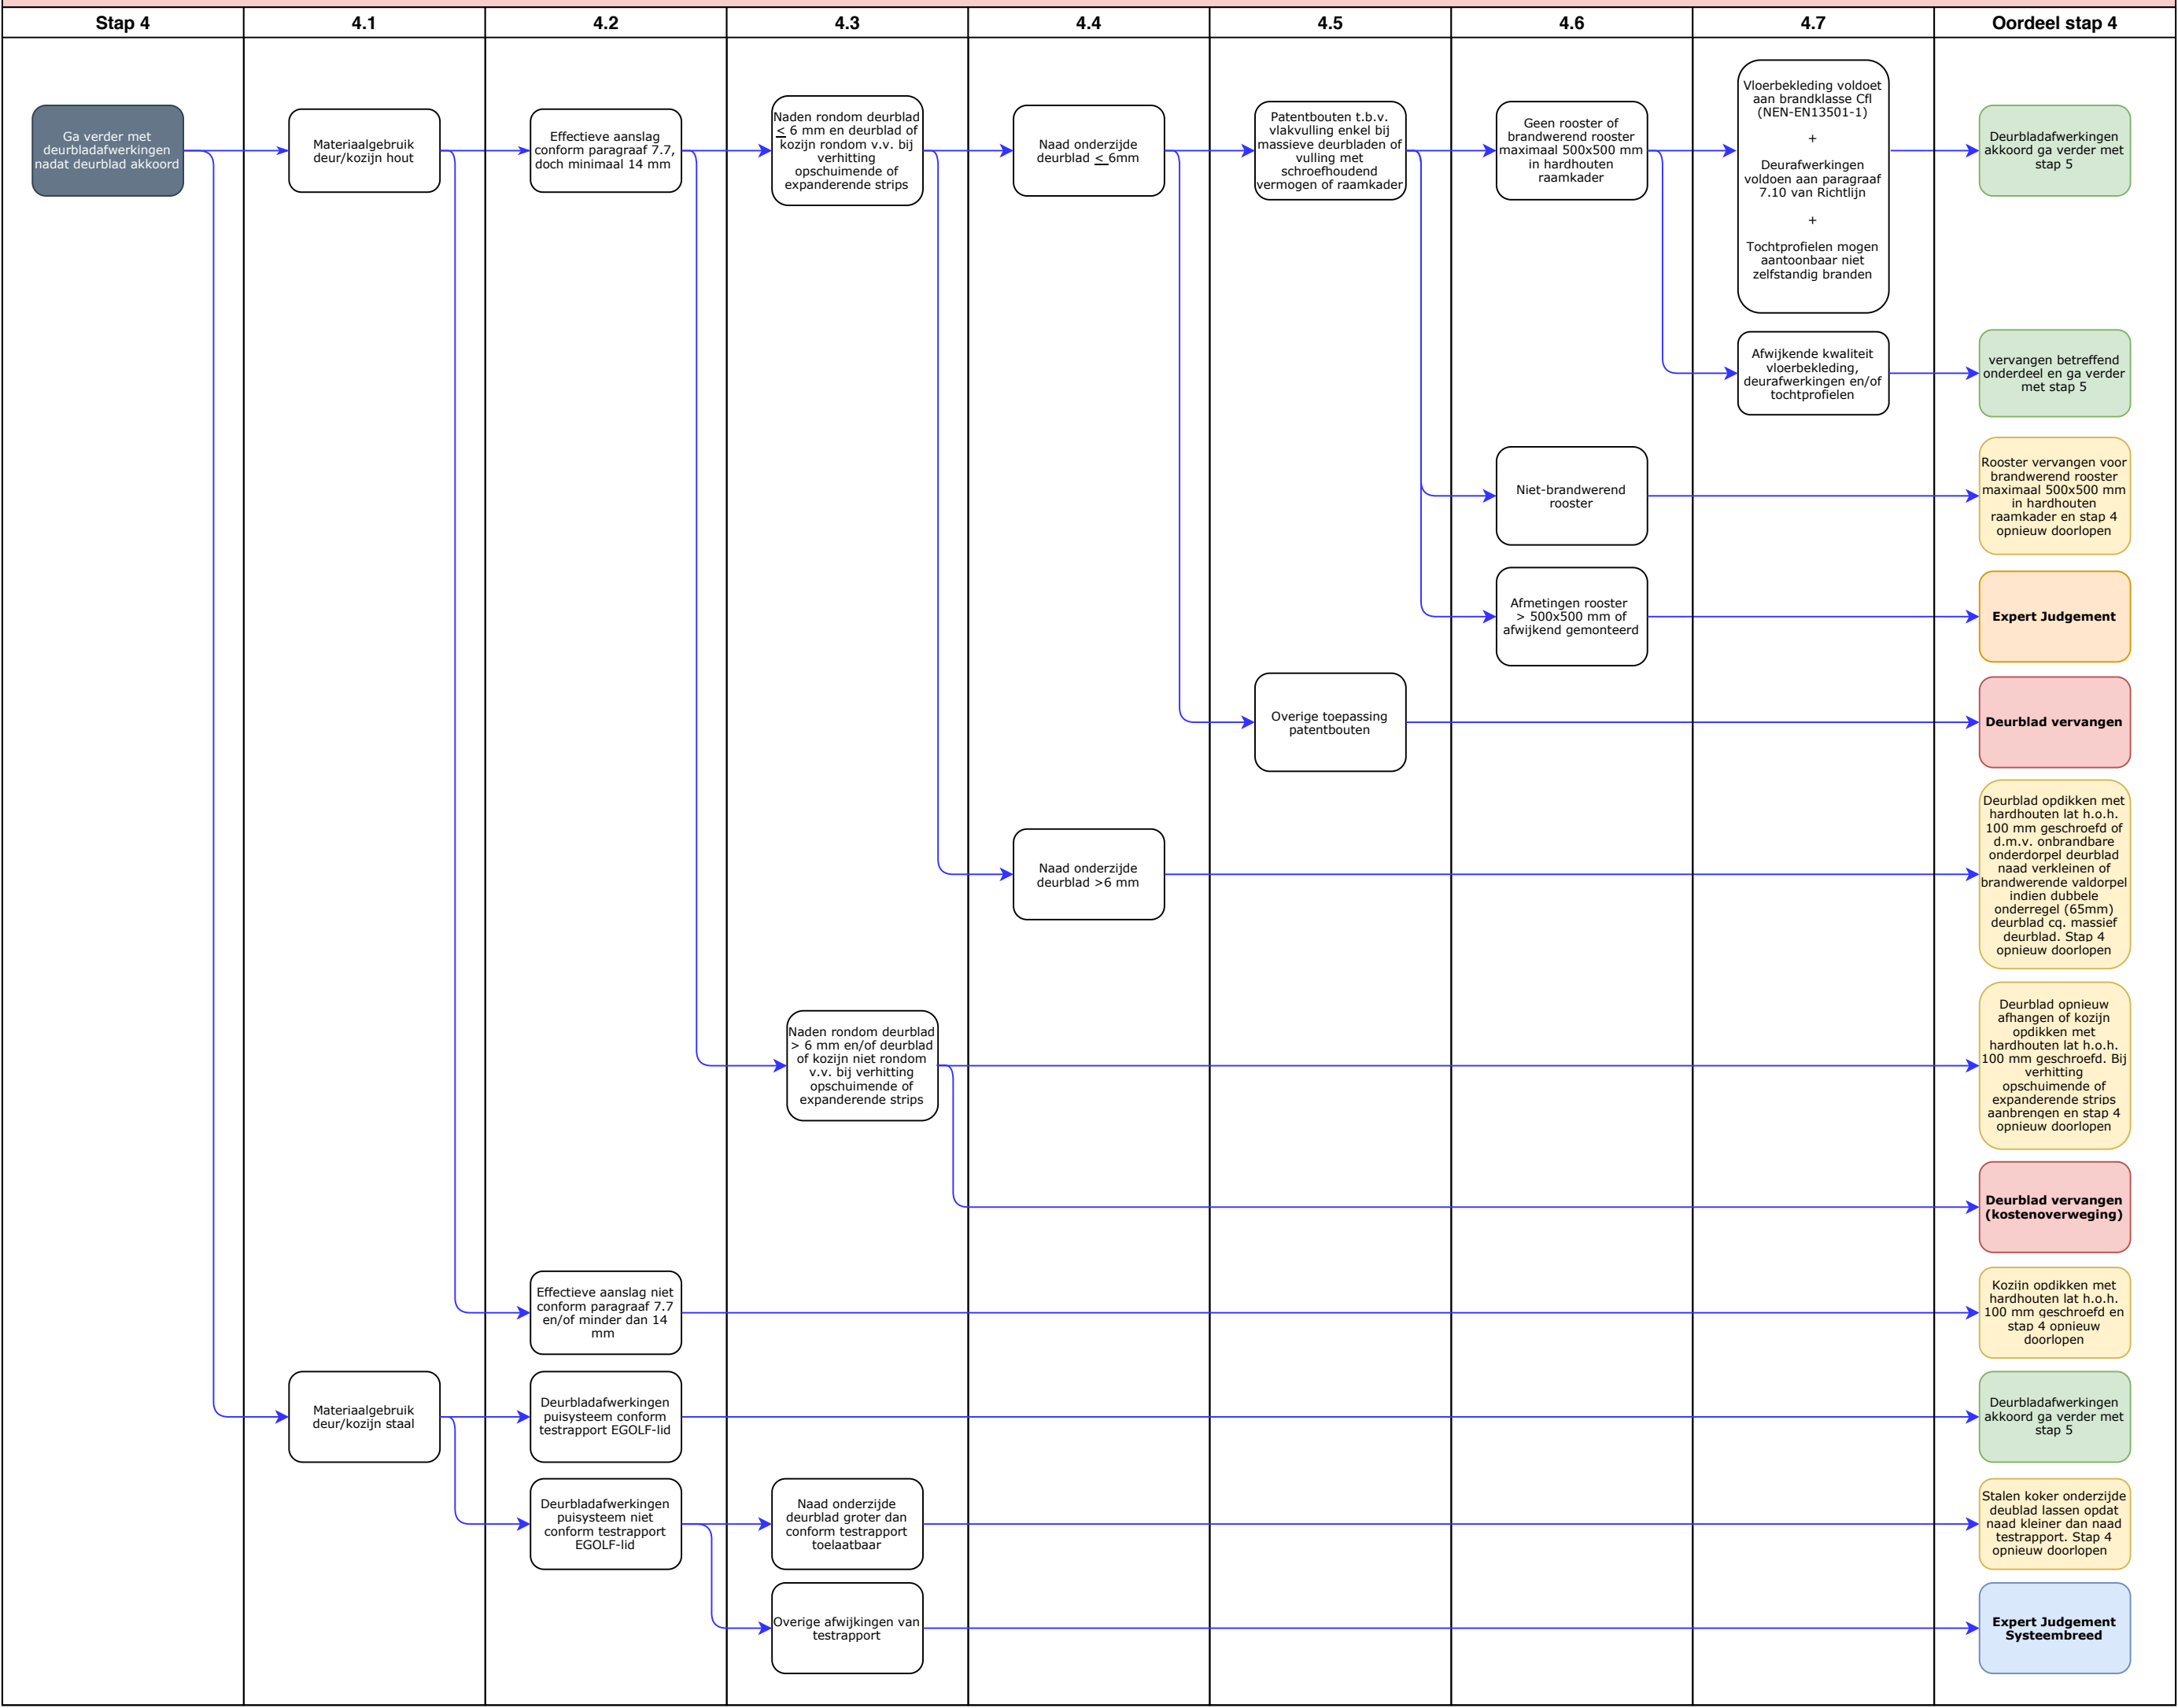 Stap 4
4.1
4.2
4.3
4.4
4.5
4.6
4.7
Oordeel stap 4
Ga verder met
deurbladafwerkingen
nadat deurblad akkoord
Materiaalgebruik
deur/kozijn hout
Effectieve aanslag
conform paragraaf 7.7,
doch minimaal 14 mm
Naden rondom deurblad
< 6 mm en deurblad of
kozijn rondom v.v. bij
verhitting
opschuimende of
expanderende strips
Naad onderzijde
deurblad < 6mm
Patentbouten t.b.v.
vlakvulling enkel bij
massieve deurbladen of
vulling met
schroefhoudend
vermogen of raamkader
Geen rooster of
brandwerend rooster
maximaal 500x500 mm
in hardhouten
raamkader
Vloerbekleding voldoet
aan brandklasse Cfl
(NEN-EN13501-1)
+
Deurafwerkingen
voldoen aan paragraaf
7.10 van Richtlijn
+
Tochtprofielen mogen
aantoonbaar niet
zelfstandig branden
Deurbladafwerkingen
akkoord ga verder met
stap 5
Afwijkende kwaliteit
vloerbekleding,
deurafwerkingen en/of
tochtprofielen
vervangen betreffend
onderdeel en ga verder
met stap 5
Niet-brandwerend
rooster
Rooster vervangen voor
brandwerend rooster
maximaal 500x500 mm
in hardhouten
raamkader en stap 4
opnieuw doorlopen
Afmetingen rooster
> 500x500 mm of
afwijkend gemonteerd
Expert Judgement
Overige toepassing
patentbouten
Deurblad vervangen
Naad onderzijde
deurblad >6 mm
Deurblad opdikken met
hardhouten lat h.o.h.
100 mm geschroefd of
d.m.v. onbrandbare
onderdorpel deurblad
naad verkleinen of
brandwerende valdorpel
indien dubbele
onderregel (65mm)
deurblad cq. massief
deurblad. Stap 4
opnieuw doorlopen
Naden rondom deurblad
> 6 mm en/of deurblad
of kozijn niet rondom
v.v. bij verhitting
opschuimende of
expanderende strips
Deurblad opnieuw
afhangen of kozijn
opdikken met
hardhouten lat h.o.h.
100 mm geschroefd. Bij
verhitting
opschuimende of
expanderende strips
aanbrengen en stap 4
opnieuw doorlopen
Deurblad vervangen
(kostenoverweging)
Effectieve aanslag niet
conform paragraaf 7.7
en/of minder dan 14
mm
Kozijn opdikken met
hardhouten lat h.o.h.
100 mm geschroefd en
stap 4 opnieuw
doorlopen
Materiaalgebruik
deur/kozijn staal
Deurbladafwerkingen
puisysteem conform
testrapport EGOLF-lid
Deurbladafwerkingen
akkoord ga verder met
stap 5
Deurbladafwerkingen
puisysteem niet
conform testrapport
EGOLF-lid
Naad onderzijde
deurblad groter dan
conform testrapport
toelaatbaar
Stalen koker onderzijde
deublad lassen opdat
naad kleiner dan naad
testrapport. Stap 4
opnieuw doorlopen
Overige afwijkingen van
testrapport
Expert Judgement
Systeembreed